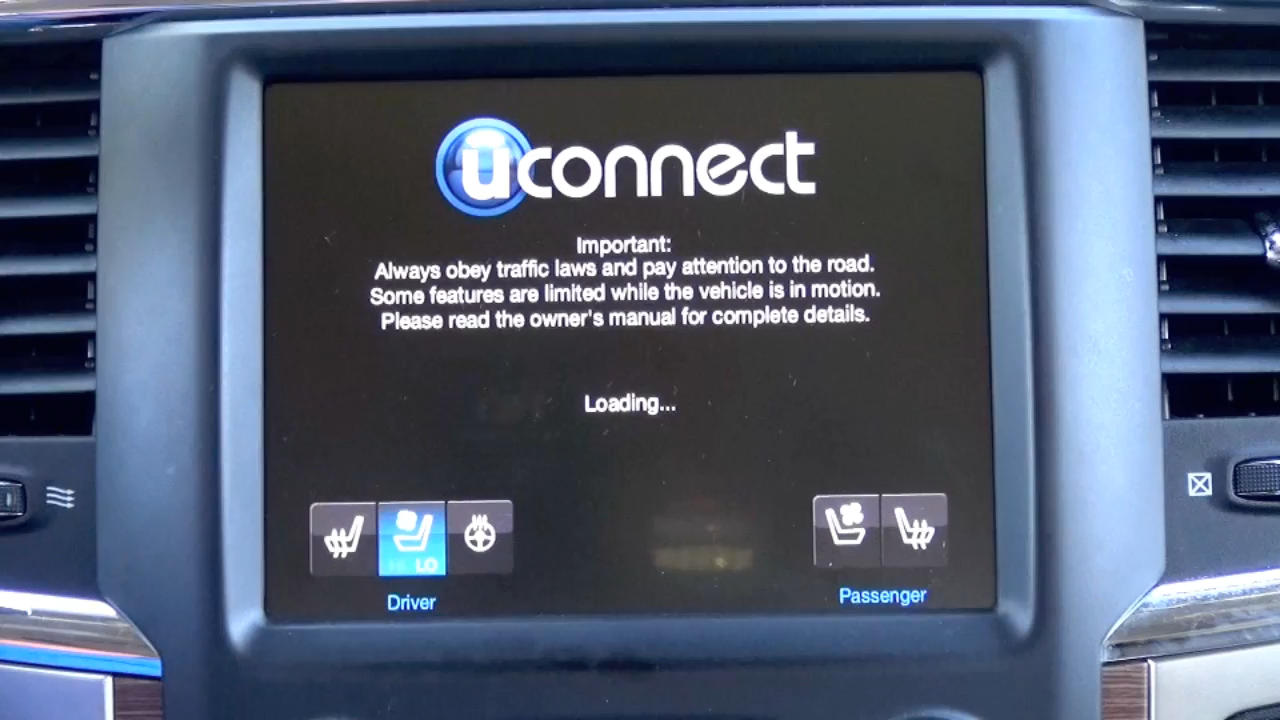 uconnect
Important:
Always obey traffic laws and pay attention to the road.
Some features are limited while the vehicle is in motion.
Please read the owner's manual for complete details.
Loading...
LO
Driver
Passenger